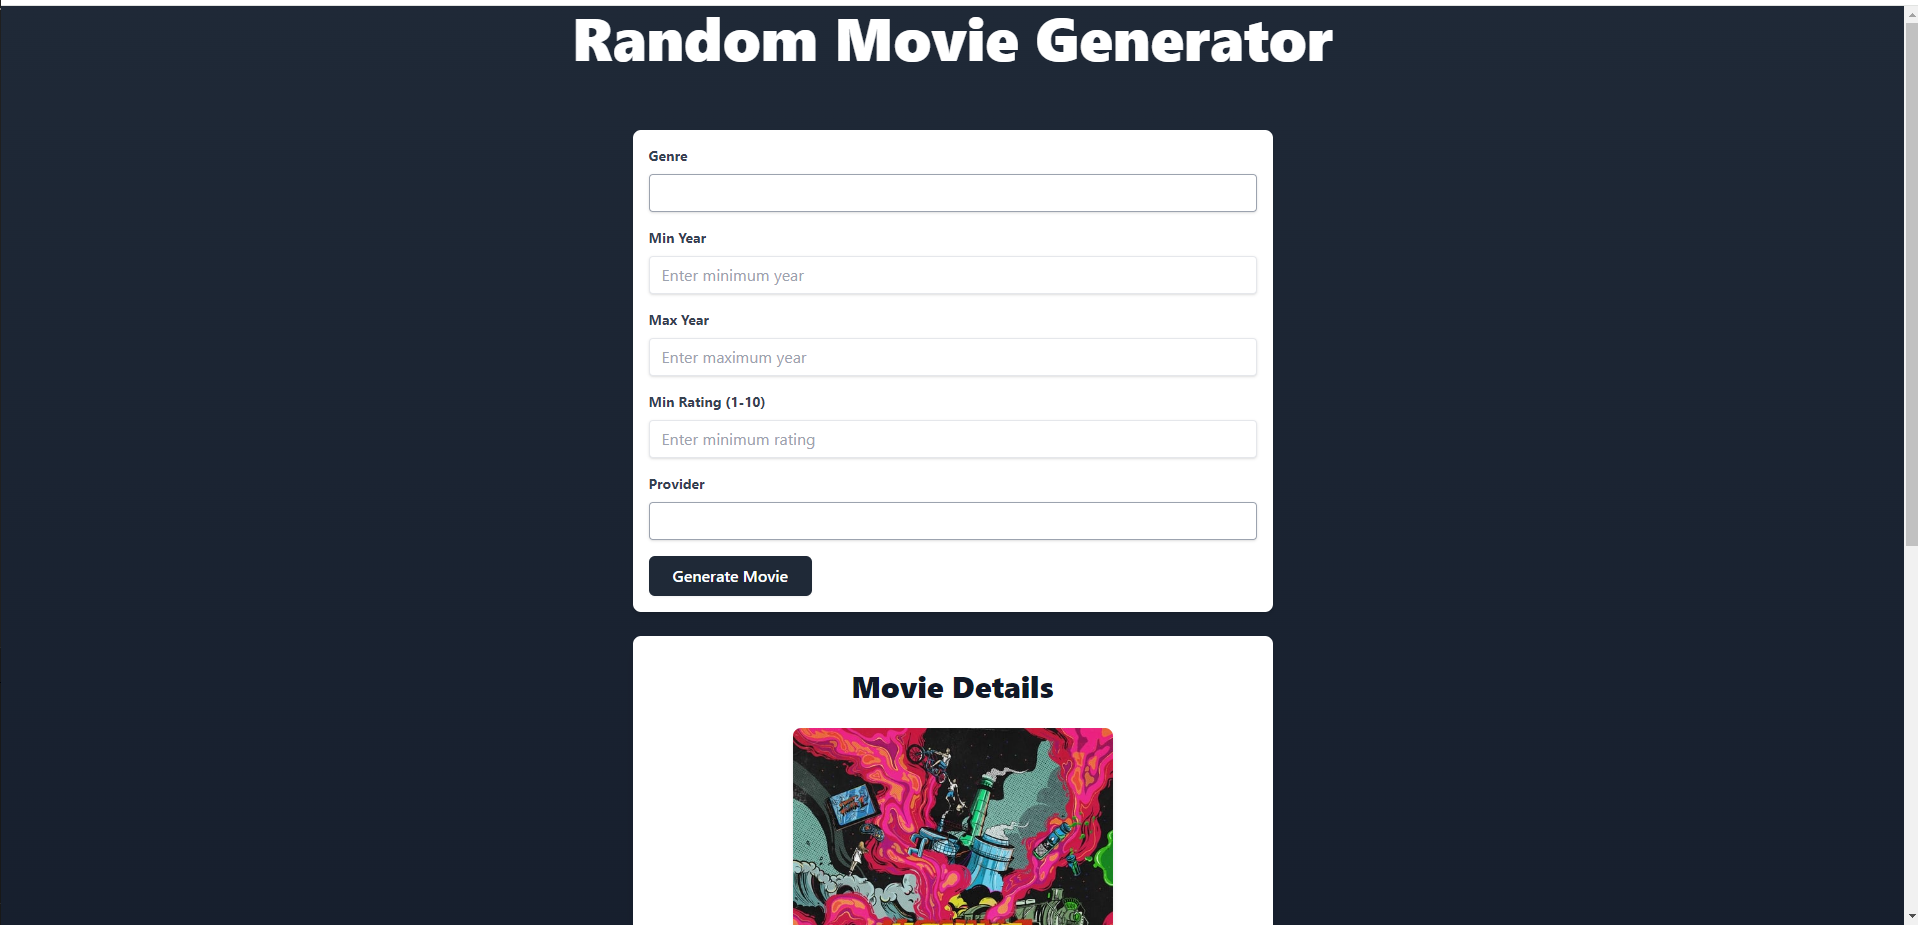 Random Movie Generator
Genre
Min Year
Enter minimum year
Max Year
Enter maximum year
Min Rating (1-10)
Enter minimum rating
Provider
Generate Movie
Movie Details